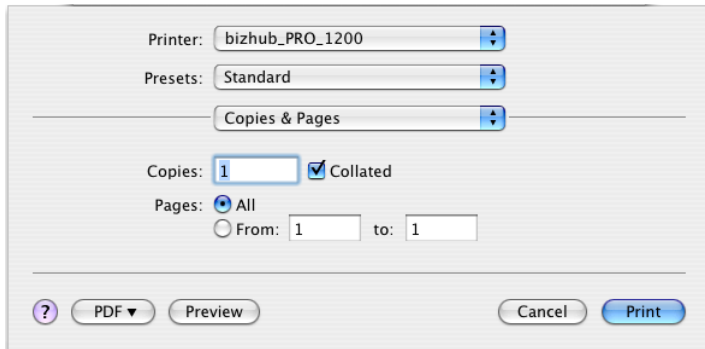 Printer: bizhub_PRO_1200
Presets: Standard
Copies & Pages
Copies: 1 Collated
Pages: All
From: 1 to: 1
? PDF ▼ Preview Cancel Print